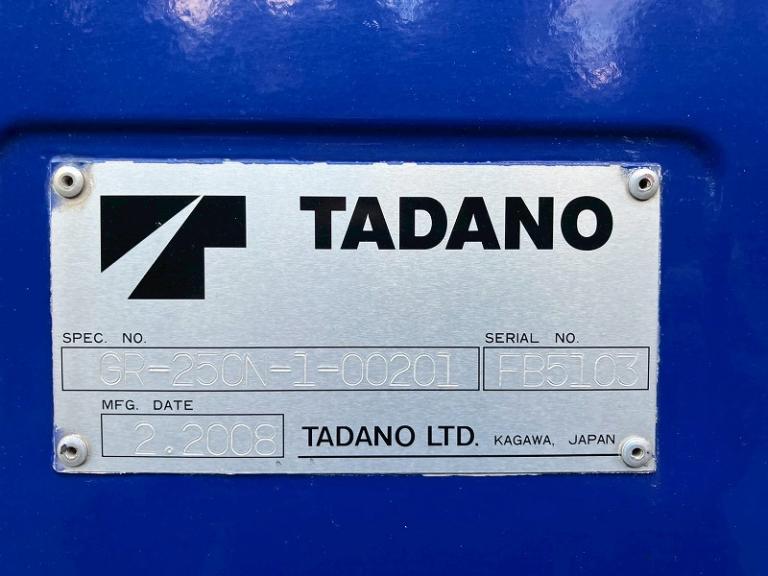 TADANO
SPEC. NO. SERIAL NO.
GR-250N-1-00201 FB5103
MFG. DATE
2.2008 TADANO LTD. KAGAWA, JAPAN